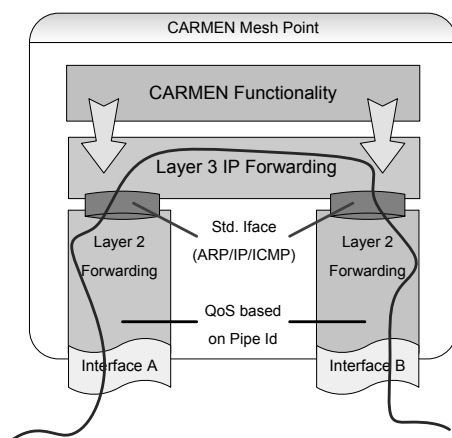 CARMEN Mesh Point
CARMEN Functionality
Layer 3 IP Forwarding
Std. Iface
(ARP/IP/ICMP)
Layer 2
Forwarding
Layer 2
Forwarding
QoS based
on Pipe Id
Interface A
Interface B